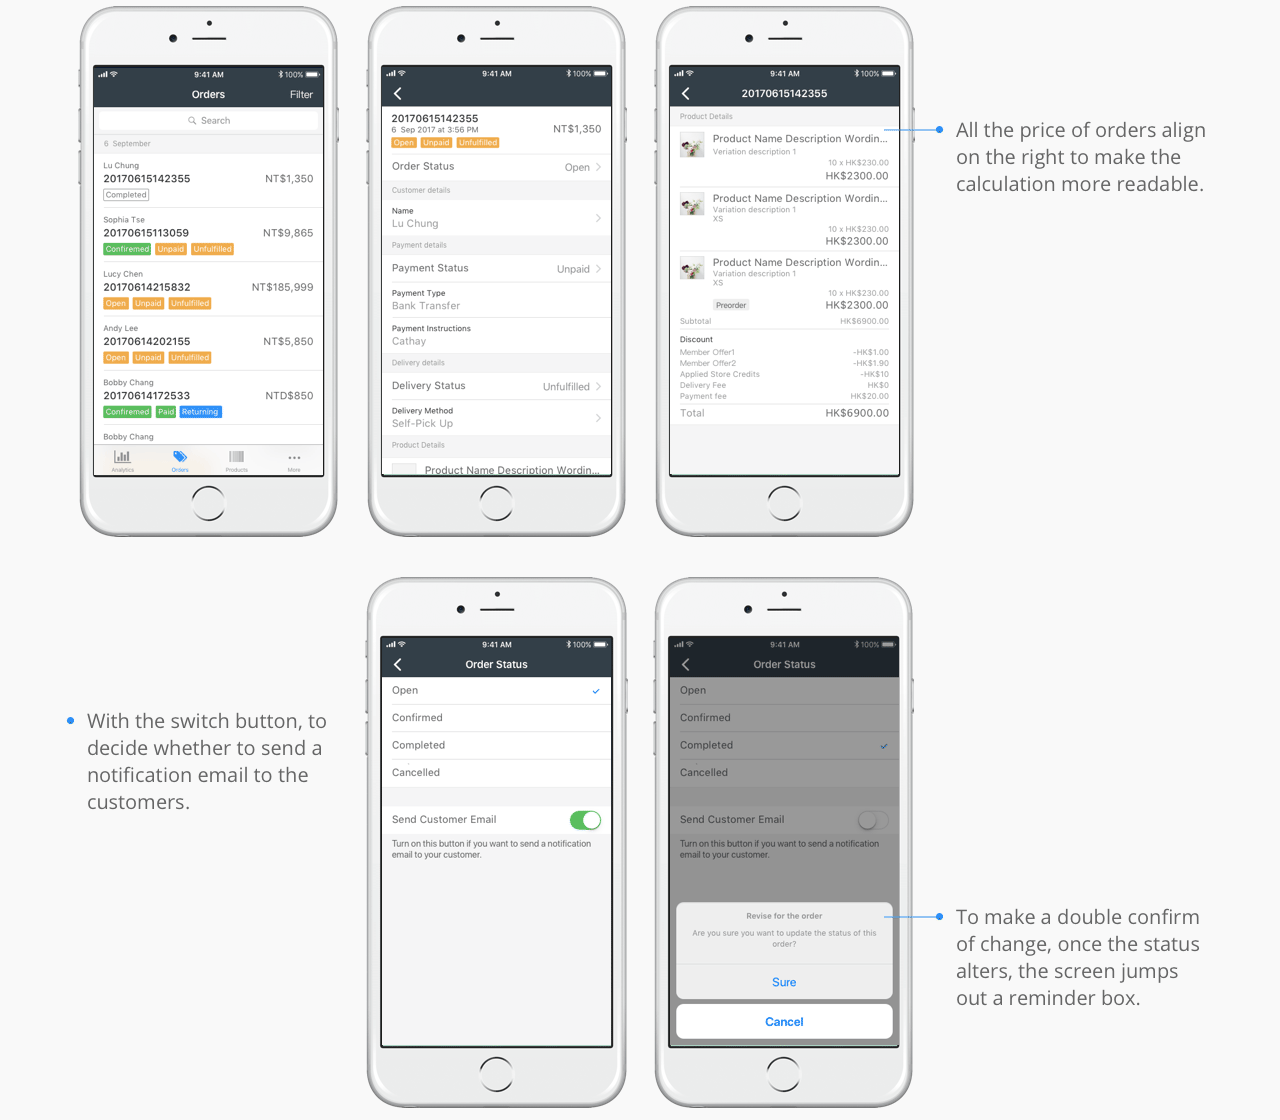 9:41 AM
100%
Orders
Filter
Search
6 September
Lu Chung
20170615142355
NT$1,350
Completed
Sophia Tse
20170615113059
NT$9,865
Confiremed Unpaid Unfulfilled
Lucy Chen
20170614215832
NT$185,999
Open Unpaid Unfulfilled
Andy Lee
20170614202155
NT$5,850
Open Unpaid Unfulfilled
Bobby Chang
20170614172533
NTD$850
Confiremed Paid Returning
Bobby Chang
Analytics Orders Products More
9:41 AM
100%
20170615142355
6 Sep 2017 at 3:56 PM
NT$1,350
Open Unpaid Unfulfilled
Order Status Open
Customer details
Name
Lu Chung
Payment details
Payment Status Unpaid
Payment Type
Bank Transfer
Payment Instructions
Cathay
Delivery details
Delivery Status Unfulfilled
Delivery Method
Self-Pick Up
Product Details
Product Name Description Wordin...
9:41 AM
100%
20170615142355
Product Details
Product Name Description Wordin...
Veriation description 1
10 x HK$230.00
HK$2300.00
Product Name Description Wordin...
Variation description 1
XS
10 x HK$230.00
HK$2300.00
Product Name Description Wordin...
Variation description 1
XS
10 x HK$230.00
Preorder HK$2300.00
Subtotal HK$6900.00
Discount
Member Offer1 -HK$1.00
Member Offer2 -HK$1.90
Applied Store Credits -HK$10
Delivery Fee HK$0
Payment fee HK$20.00
Total HK$6900.00
All the price of orders align
on the right to make the
calculation more readable.
With the switch button, to
decide whether to send a
notification email to the
customers.
9:41 AM
100%
Order Status
Open
Confirmed
Completed
Cancelled
Send Customer Email
Turn on this button if you want to send a notification
email to your customer.
9:41 AM
100%
Order Status
Open
Confirmed
Completed
Cancelled
Send Customer Email
Turn on this button if you want to send a notification
email to your customer.
Revise for the order
Are you sure you want to update the status of this
order?
Sure
Cancel
To make a double confirm
of change, once the status
alters, the screen jumps
out a reminder box.